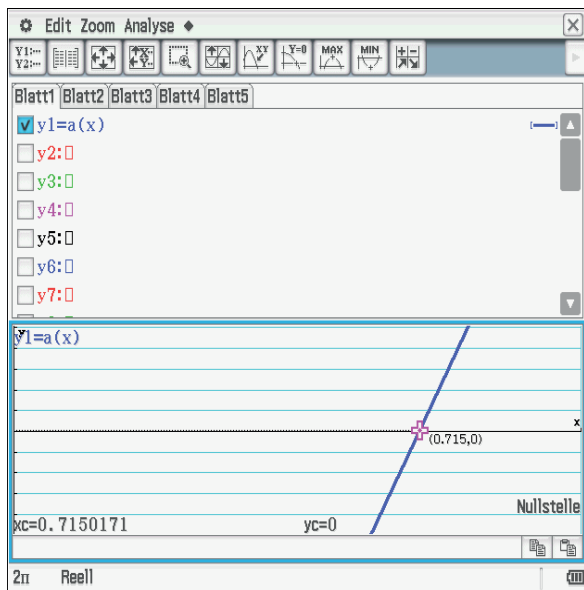 Edit Zoom Analyse
Y1:··· Y2:··· XY Y=0 MAX MIN
Blatt1 Blatt2 Blatt3 Blatt4 Blatt5
y1=a(x)
y2:▯
y3:▯
y4:▯
y5:▯
y6:▯
y7:▯
y
y1=a(x)
x
(0.715,0)
Nullstelle
xc=0.7150171 yc=0
2π Reell